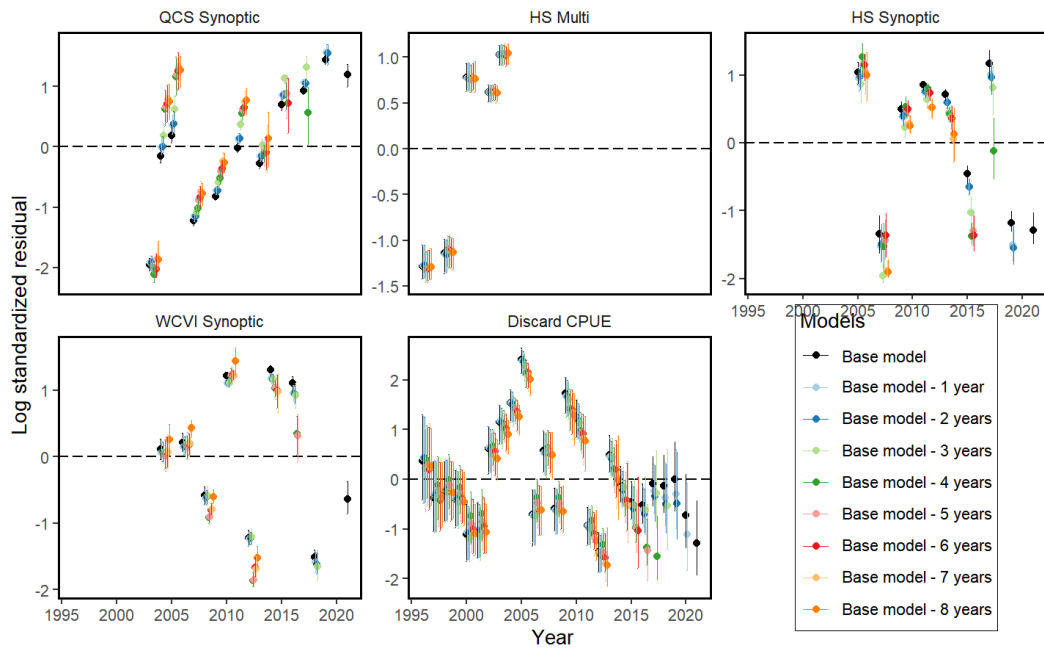 QCS Synoptic
HS Multi
HS Synoptic
1
0
-1
-2
1.0
0.5
0.0
-0.5
-1.0
-1.5
1
0
-1
-2
1995 2000 2005 2010 2015 2020
WCVI Synoptic
Discard CPUE
Models
Base model
Base model - 1 year
Base model - 2 years
Base model - 3 years
Base model - 4 years
Base model - 5 years
Base model - 6 years
Base model - 7 years
Base model - 8 years
1
0
-1
-2
2
1
0
-1
-2
1995 2000 2005 2010 2015 2020
1995 2000 2005 2010 2015 2020
Year
Log standardized residual